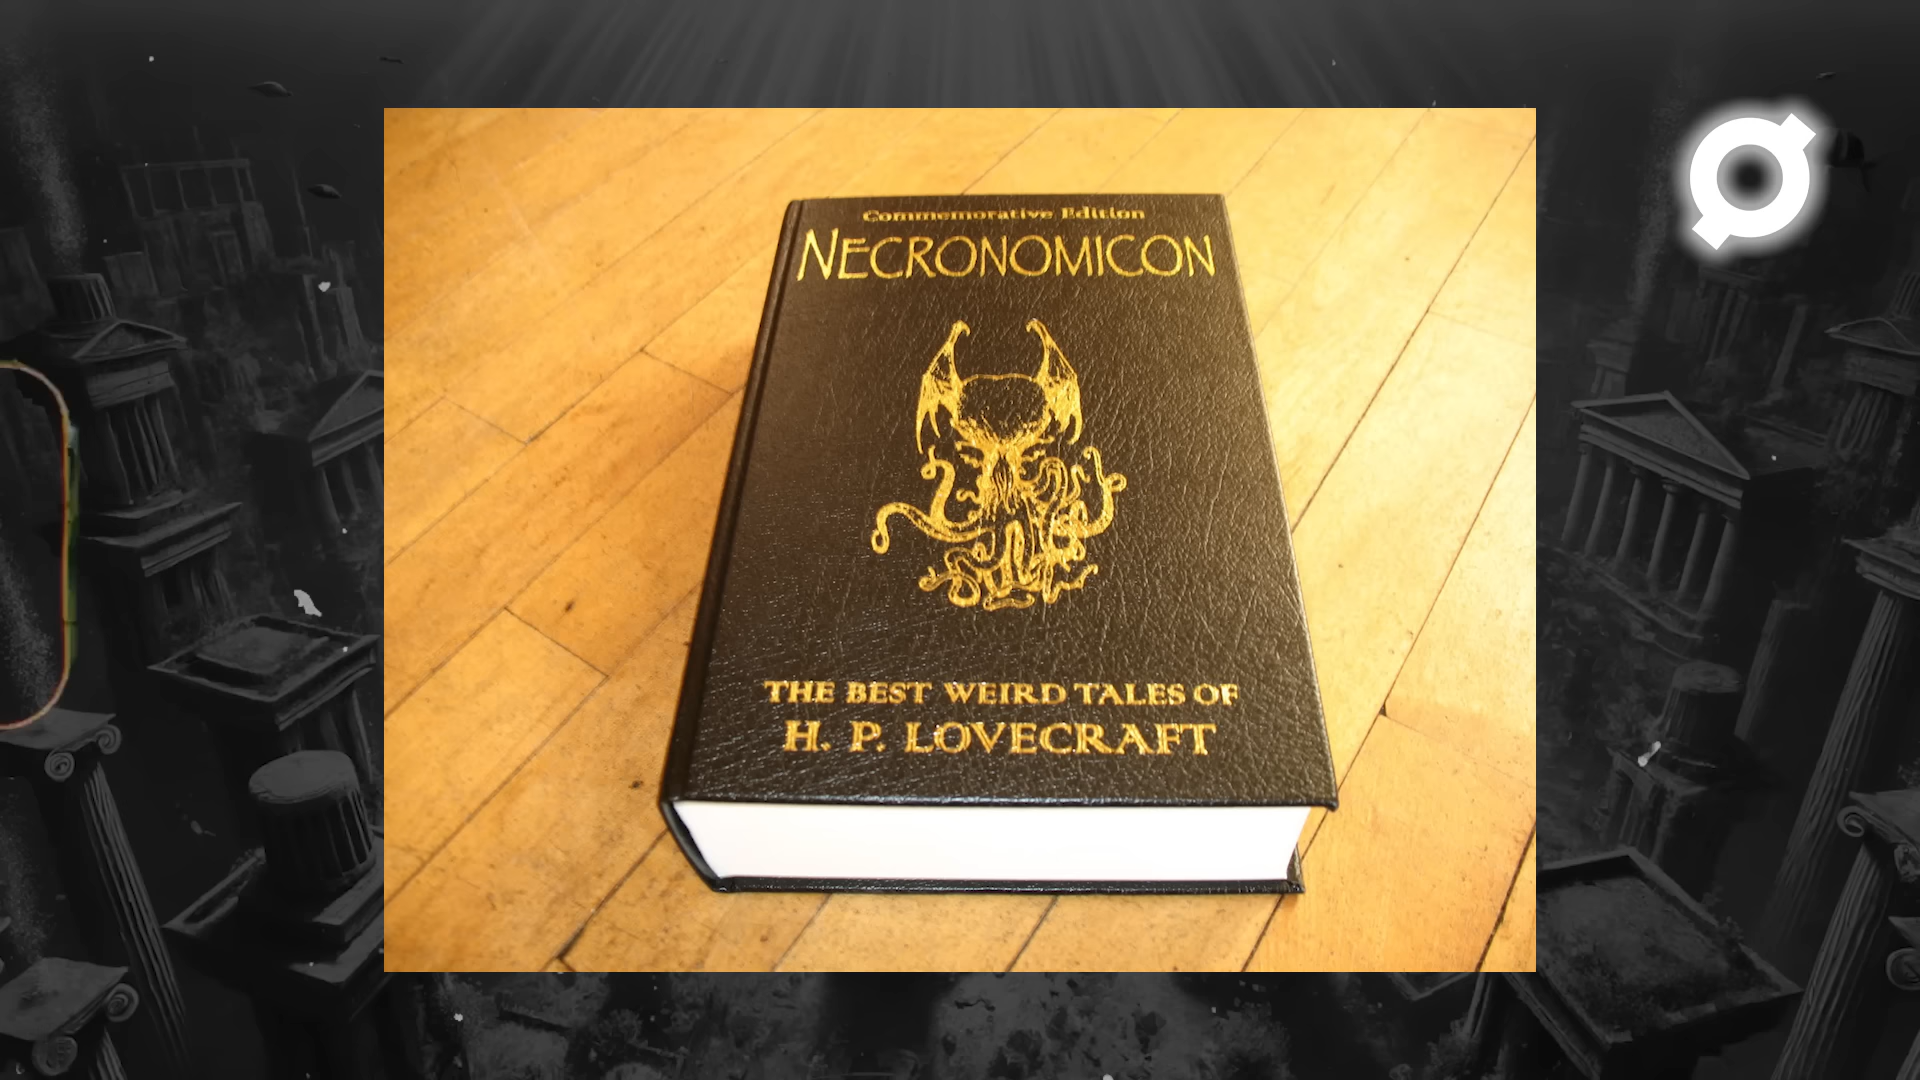 Commemorative Edition
NECRONOMICON
THE BEST WEIRD TALES OF
H. P. LOVECRAFT